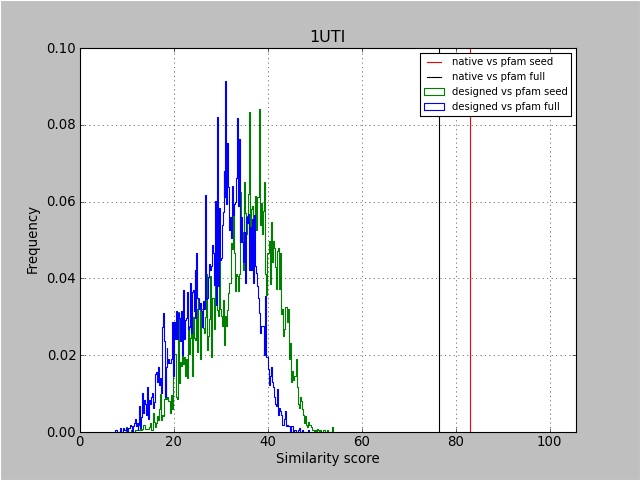 1UTI
0.10
0.08
0.06
0.04
0.02
0.00
Frequency
native vs pfam seed
native vs pfam full
designed vs pfam seed
designed vs pfam full
0 20 40 60 80 100
Similarity score